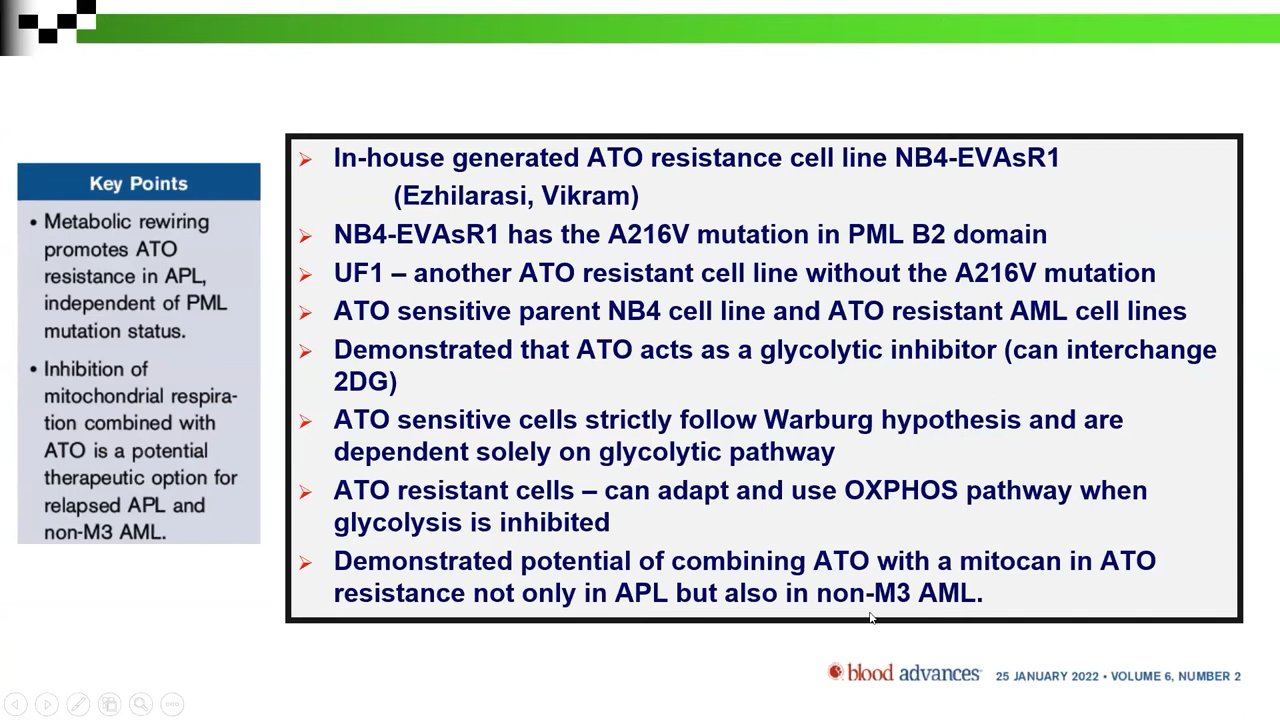 Key Points
• Metabolic rewiring
promotes ATO
resistance in APL,
independent of PML
mutation status.
• Inhibition of
mitochondrial respira-
tion combined with
ATO is a potential
therapeutic option for
relapsed APL and
non-M3 AML.
In-house generated ATO resistance cell line NB4-EVAsR1
(Ezhilarasi, Vikram)
NB4-EVAsR1 has the A216V mutation in PML B2 domain
UF1 – another ATO resistant cell line without the A216V mutation
ATO sensitive parent NB4 cell line and ATO resistant AML cell lines
Demonstrated that ATO acts as a glycolytic inhibitor (can interchange
2DG)
ATO sensitive cells strictly follow Warburg hypothesis and are
dependent solely on glycolytic pathway
ATO resistant cells – can adapt and use OXPHOS pathway when
glycolysis is inhibited
Demonstrated potential of combining ATO with a mitocan in ATO
resistance not only in APL but also in non-M3 AML.
blood advances 25 JANUARY 2022 • VOLUME 6, NUMBER 2